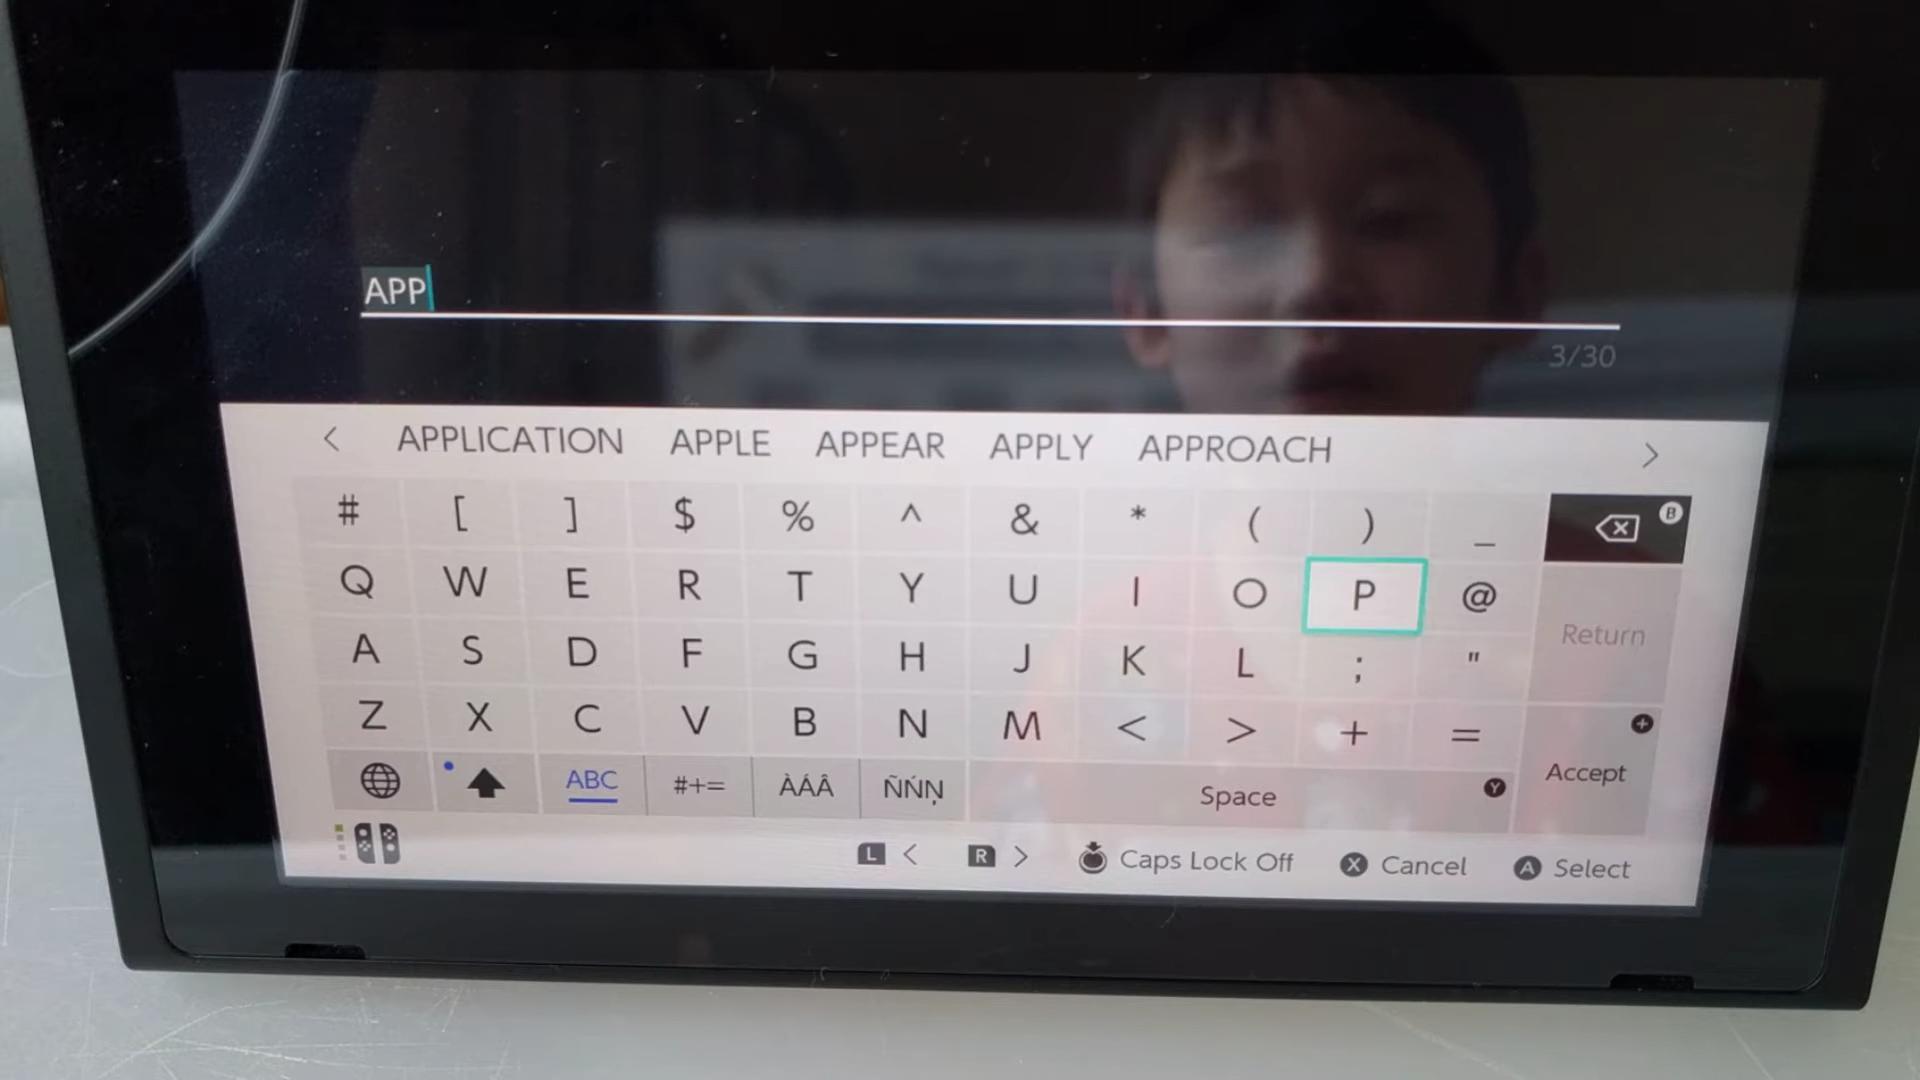 APP
3/30
< APPLICATION APPLE APPEAR APPLY APPROACH >
# [ ] $ % ^ & * ( ) _ B
Q W E R T Y U I O P @
Return
A S D F G H J K L ; "
Z X C V B N M < > + = +
Accept
ABC #+= ÀÁÂ ÑŃŅ Space Y
L < R > Caps Lock Off X Cancel A Select